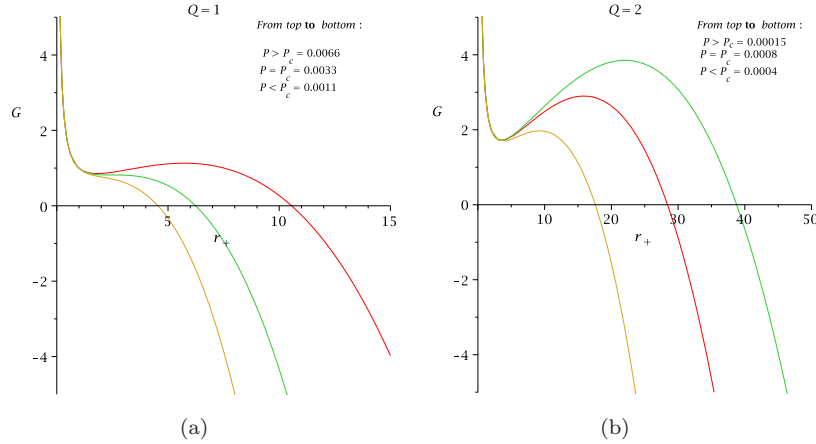 Q = 1
From top to bottom :
P > P_c = 0.0066
P = P_c = 0.0033
P < P_c = 0.0011
G
4
2
0
−2
−4
5
10
15
r_+
(a)
Q = 2
From top to bottom :
P > P_c = 0.00015
P = P_c = 0.0008
P < P_c = 0.0004
G
4
2
0
−2
−4
10
20
30
40
50
r_+
(b)